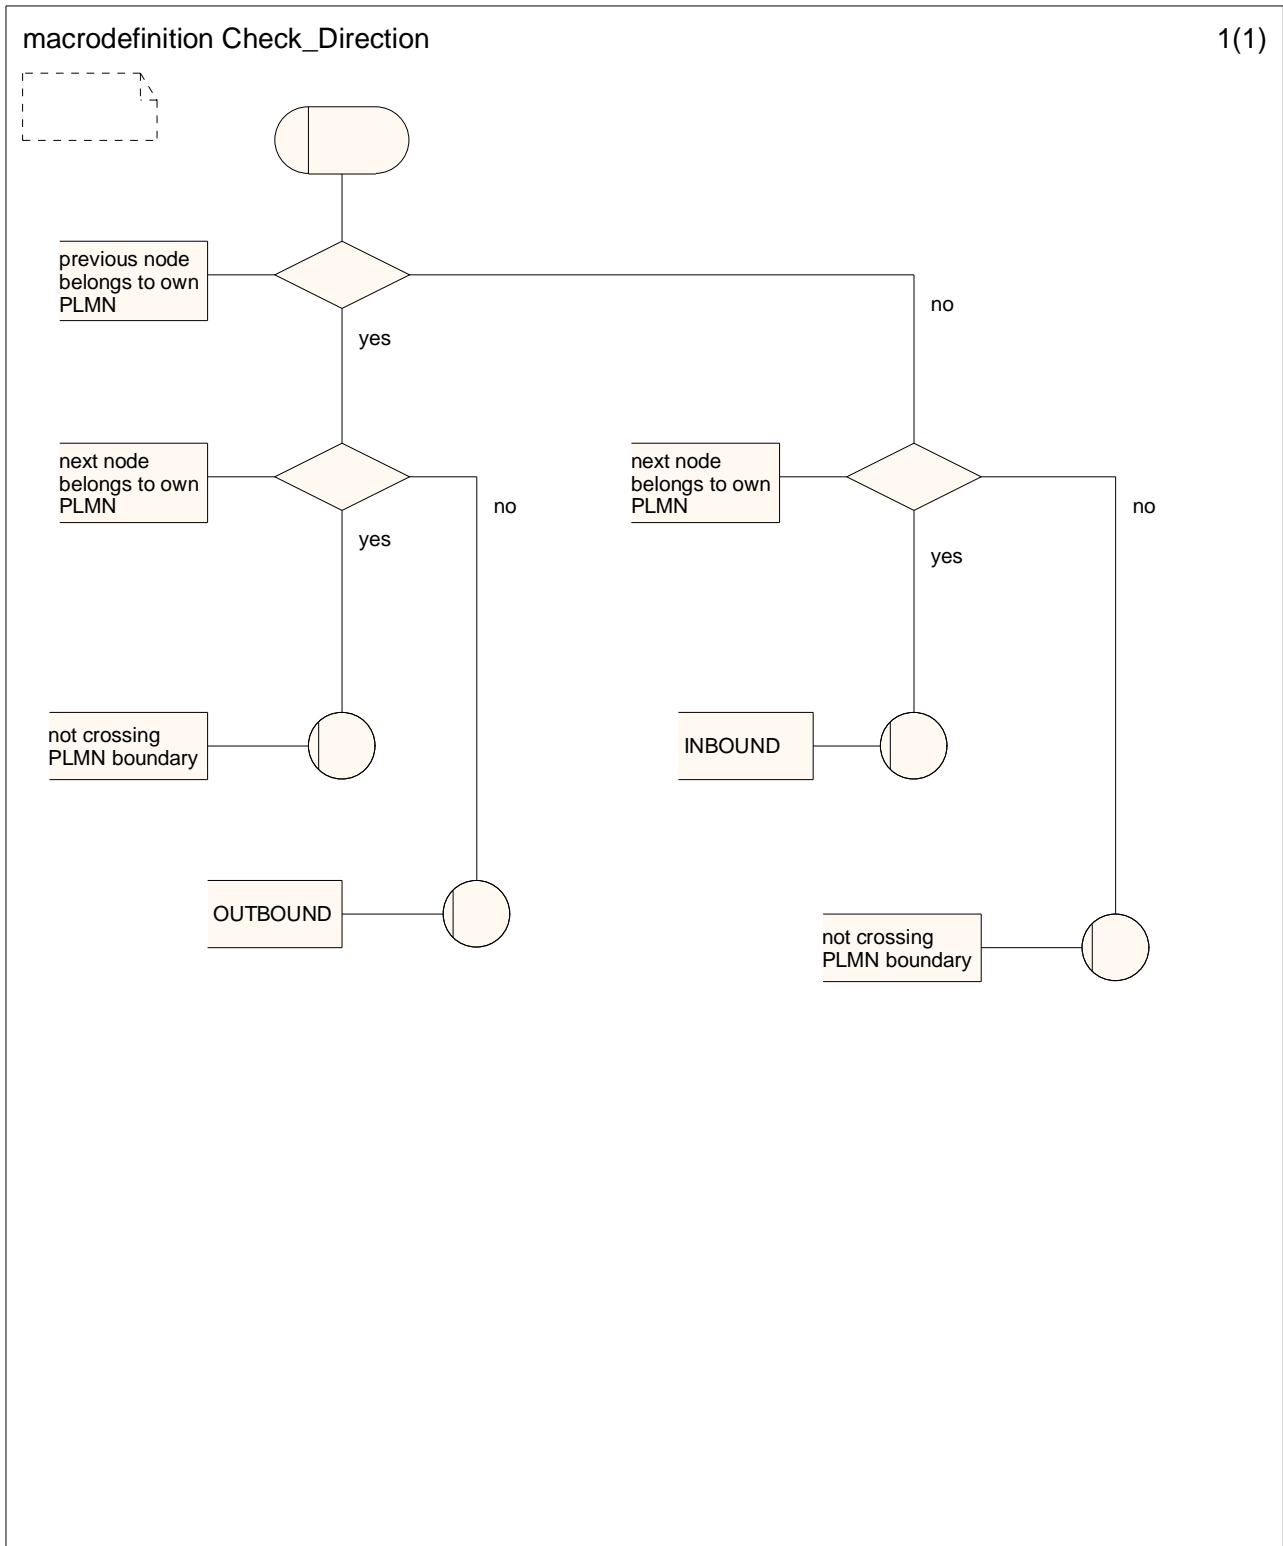 macrodefinition Check_Direction
1(1)
previous node
belongs to own
PLMN
no
yes
next node
belongs to own
PLMN
no
yes
next node
belongs to own
PLMN
no
yes
not crossing
PLMN boundary
INBOUND
OUTBOUND
not crossing
PLMN boundary